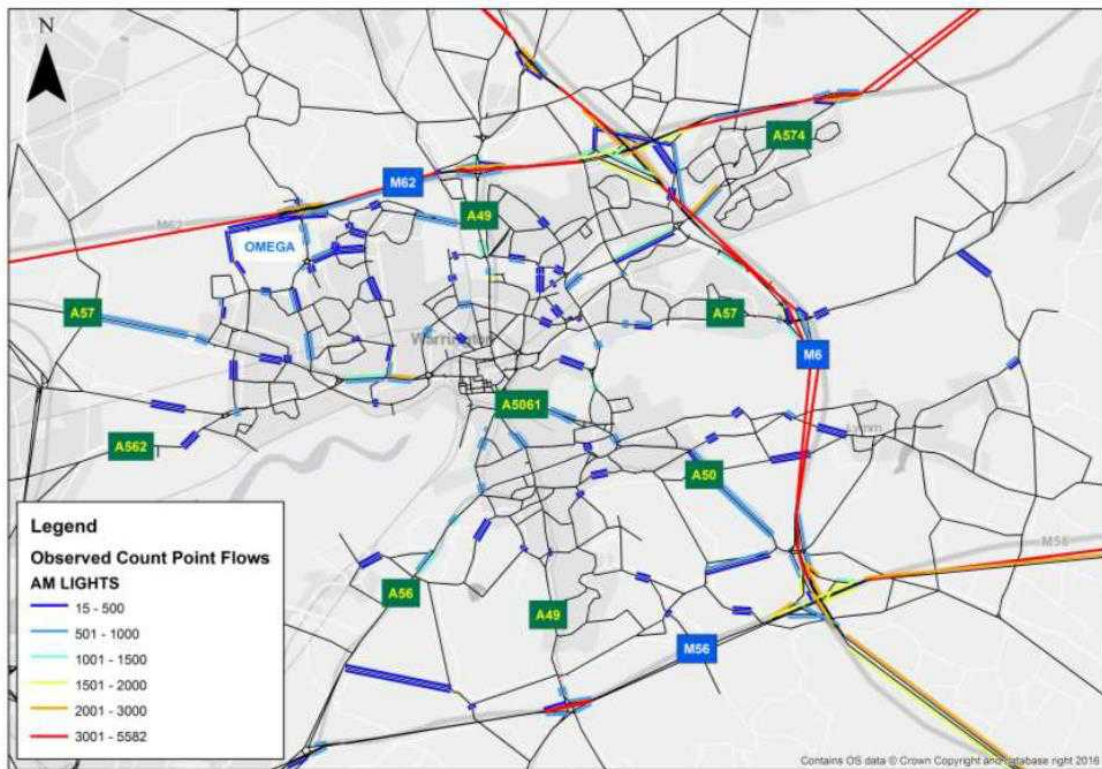 N
A574
M62
M62
A49
OMEGA
A57
A57
Warrington
M6
A5061
Lymm
A562
A50
Legend
Observed Count Point Flows
AM LIGHTS
15 - 500
501 - 1000
1001 - 1500
1501 - 2000
2001 - 3000
3001 - 5582
M56
A56
A49
M56
Contains OS data © Crown Copyright and database right 2016